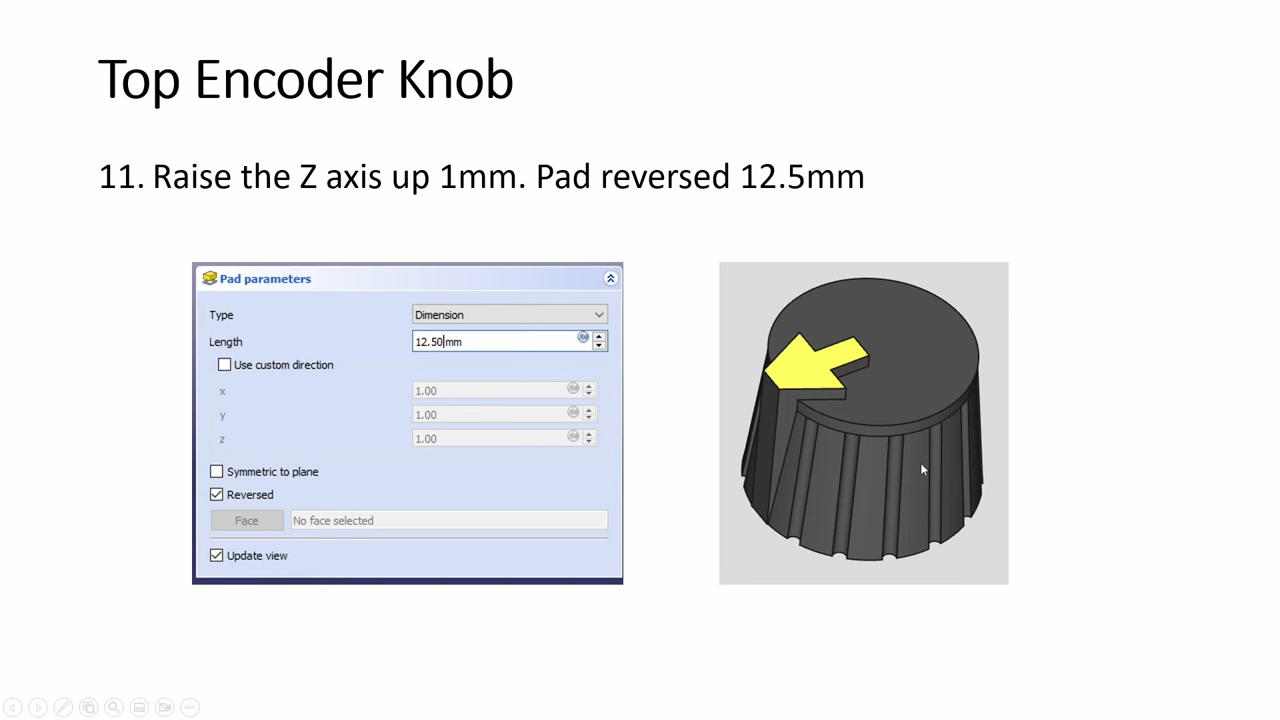 Top Encoder Knob
11. Raise the Z axis up 1mm. Pad reversed 12.5mm
Pad parameters
Type Dimension
Length 12.50mm
Use custom direction
x 1.00
y 1.00
z 1.00
Symmetric to plane
Reversed
Face No face selected
Update view